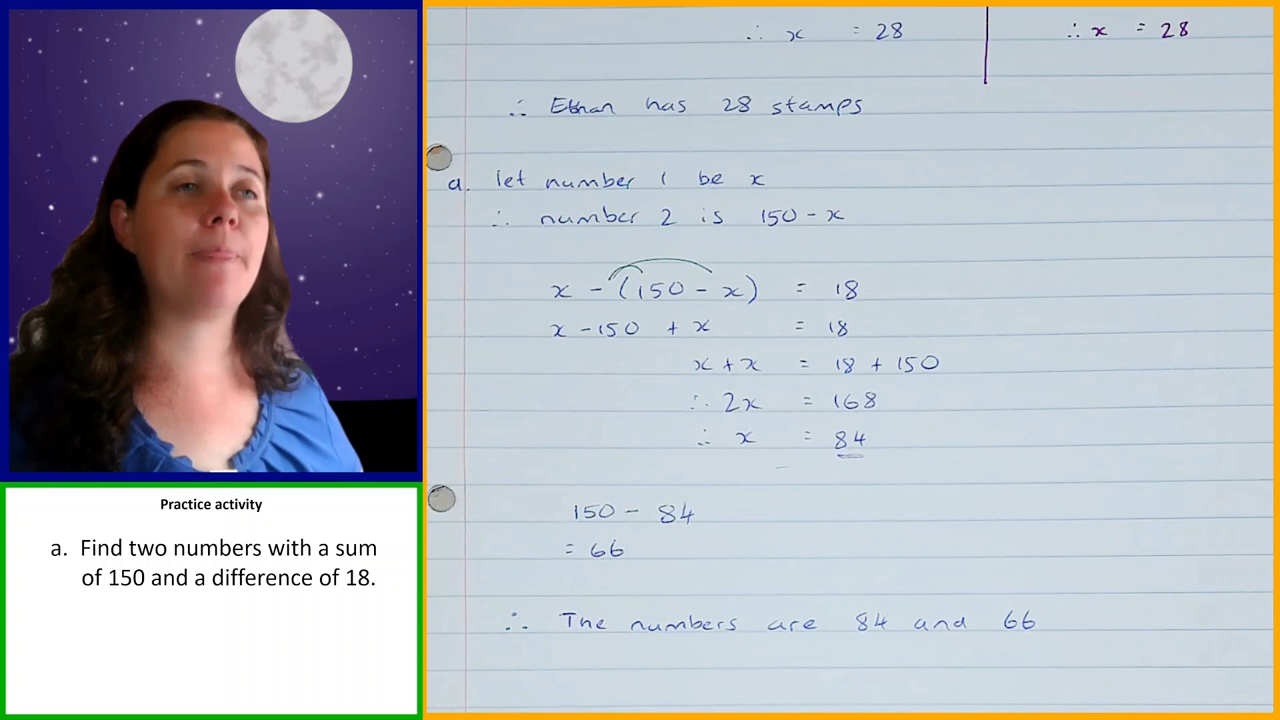 ∴ x = 28
∴ x = 28
∴ Ethan has 28 stamps
a. let number 1 be x
∴ number 2 is 150 - x
x - (150 - x) = 18
x - 150 + x = 18
x + x = 18 + 150
∴ 2x = 168
∴ x = 84
150 - 84
= 66
∴ The numbers are 84 and 66
Practice activity
a. Find two numbers with a sum
of 150 and a difference of 18.